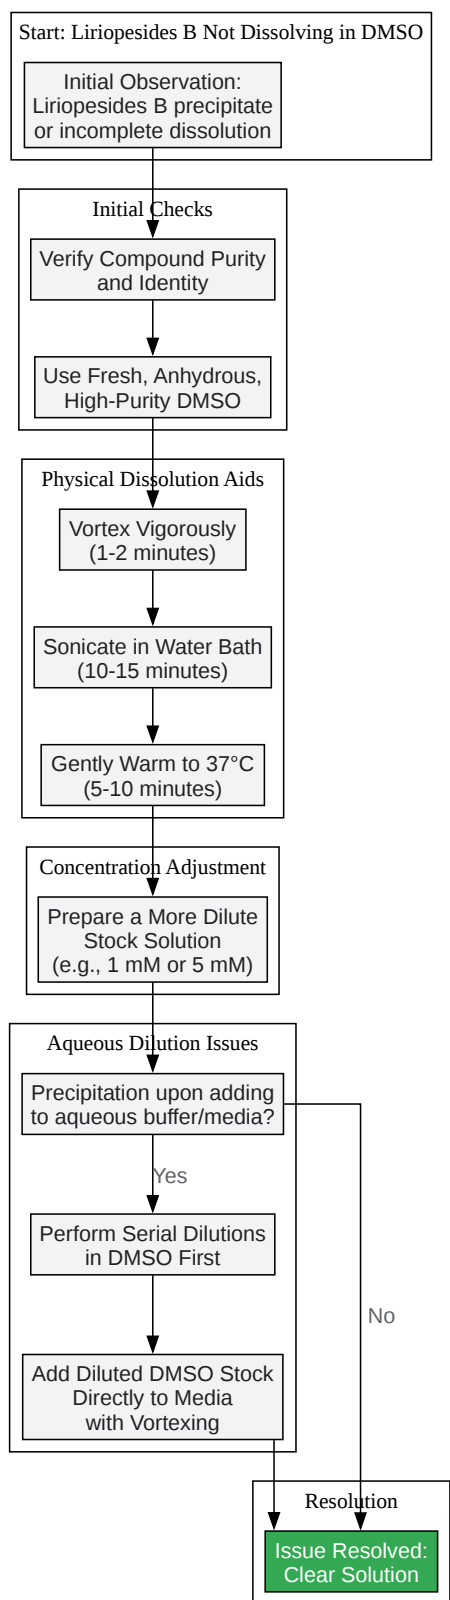 Start: Liriopesides B Not Dissolving in DMSO
Initial Observation:
Liriopesides B precipitate
or incomplete dissolution
Initial Checks
Verify Compound Purity
and Identity
Use Fresh, Anhydrous,
High-Purity DMSO
Physical Dissolution Aids
Vortex Vigorously
(1-2 minutes)
Sonicate in Water Bath
(10-15 minutes)
Gently Warm to 37°C
(5-10 minutes)
Concentration Adjustment
Prepare a More Dilute
Stock Solution
(e.g., 1 mM or 5 mM)
Aqueous Dilution Issues
Precipitation upon adding
to aqueous buffer/media?
Yes
Perform Serial Dilutions
in DMSO First
No
Add Diluted DMSO Stock
Directly to Media
with Vortexing
Resolution
Issue Resolved:
Clear Solution